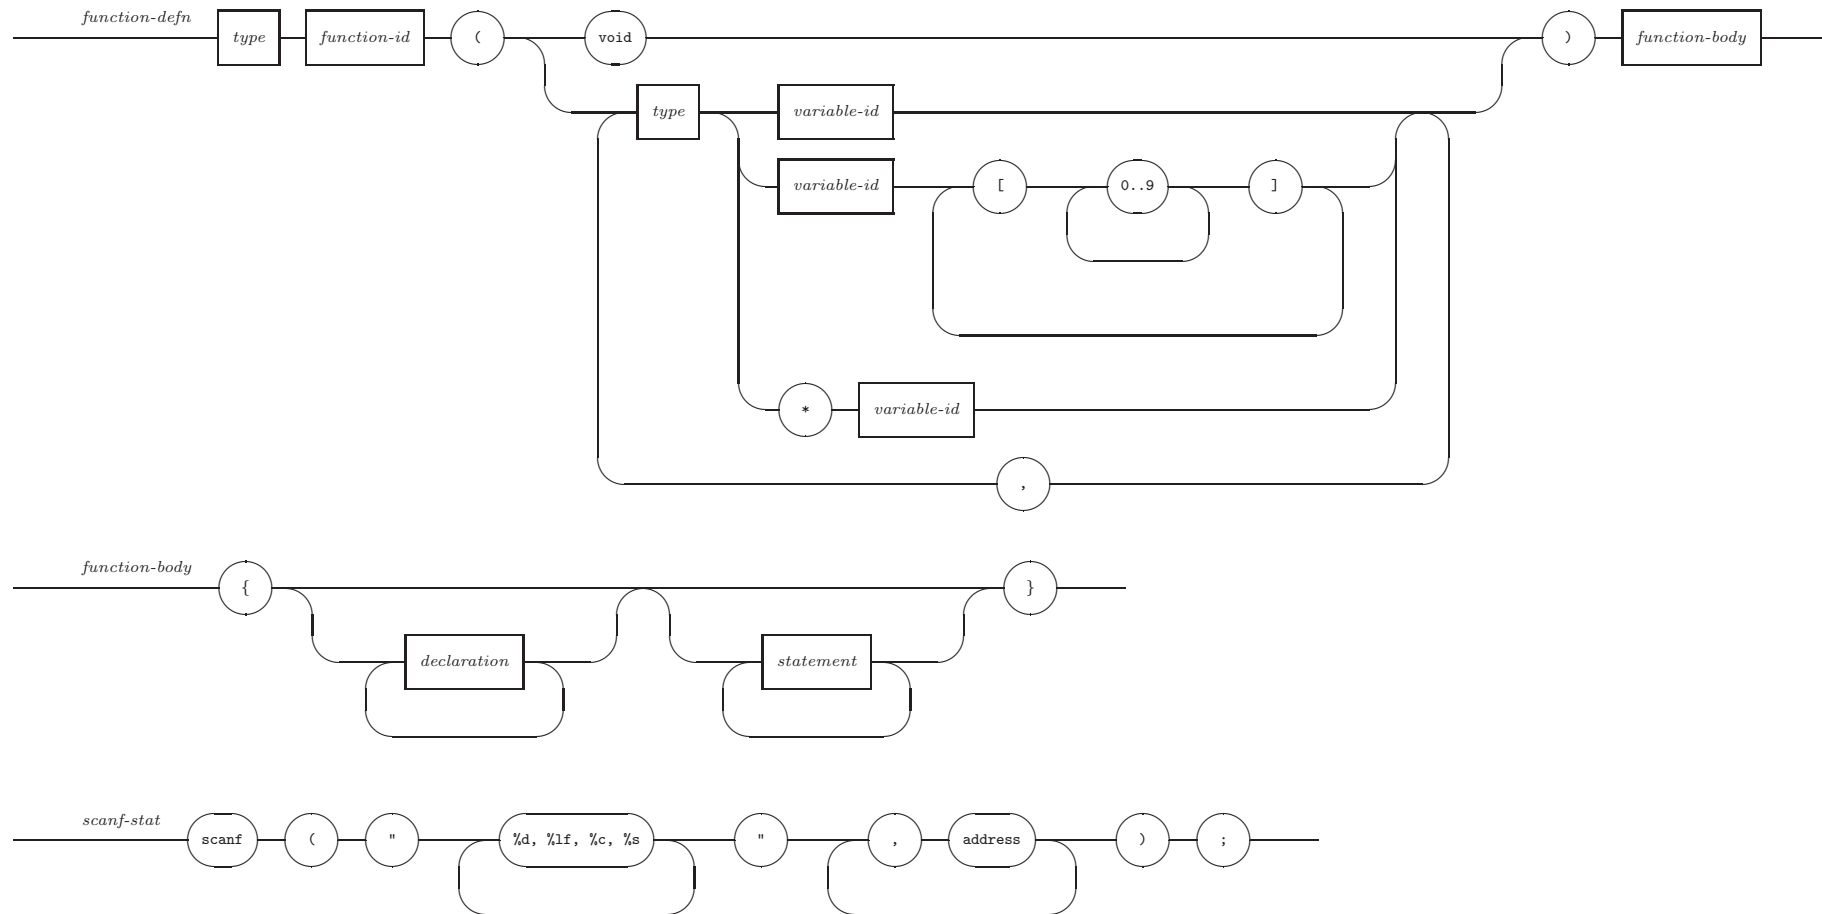 function-defn
type function-id ( void ) function-body
type variable-id
variable-id [ 0..9 ]
* variable-id
,
function-body
{ }
declaration statement
scanf-stat
scanf ( " %d, %lf, %c, %s " , address ) ;